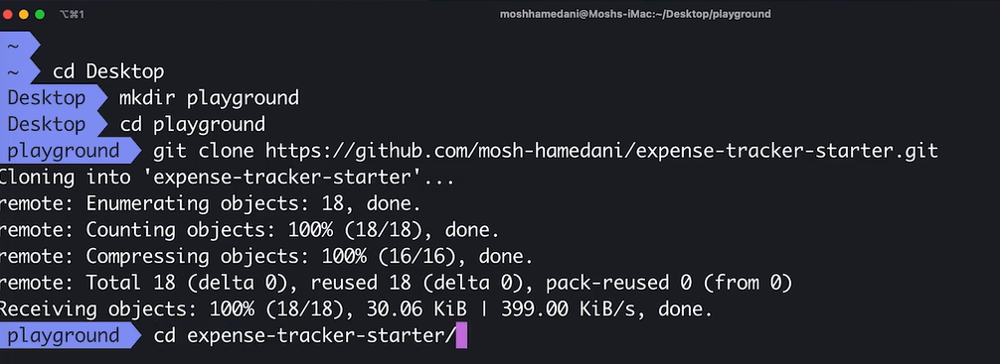 ⌥⌘1
moshhamedani@Moshs-iMac:~/Desktop/playground
~
~ cd Desktop
Desktop mkdir playground
Desktop cd playground
playground git clone https://github.com/mosh-hamedani/expense-tracker-starter.git
Cloning into 'expense-tracker-starter'...
remote: Enumerating objects: 18, done.
remote: Counting objects: 100% (18/18), done.
remote: Compressing objects: 100% (16/16), done.
remote: Total 18 (delta 0), reused 18 (delta 0), pack-reused 0 (from 0)
Receiving objects: 100% (18/18), 30.06 KiB | 399.00 KiB/s, done.
playground cd expense-tracker-starter/